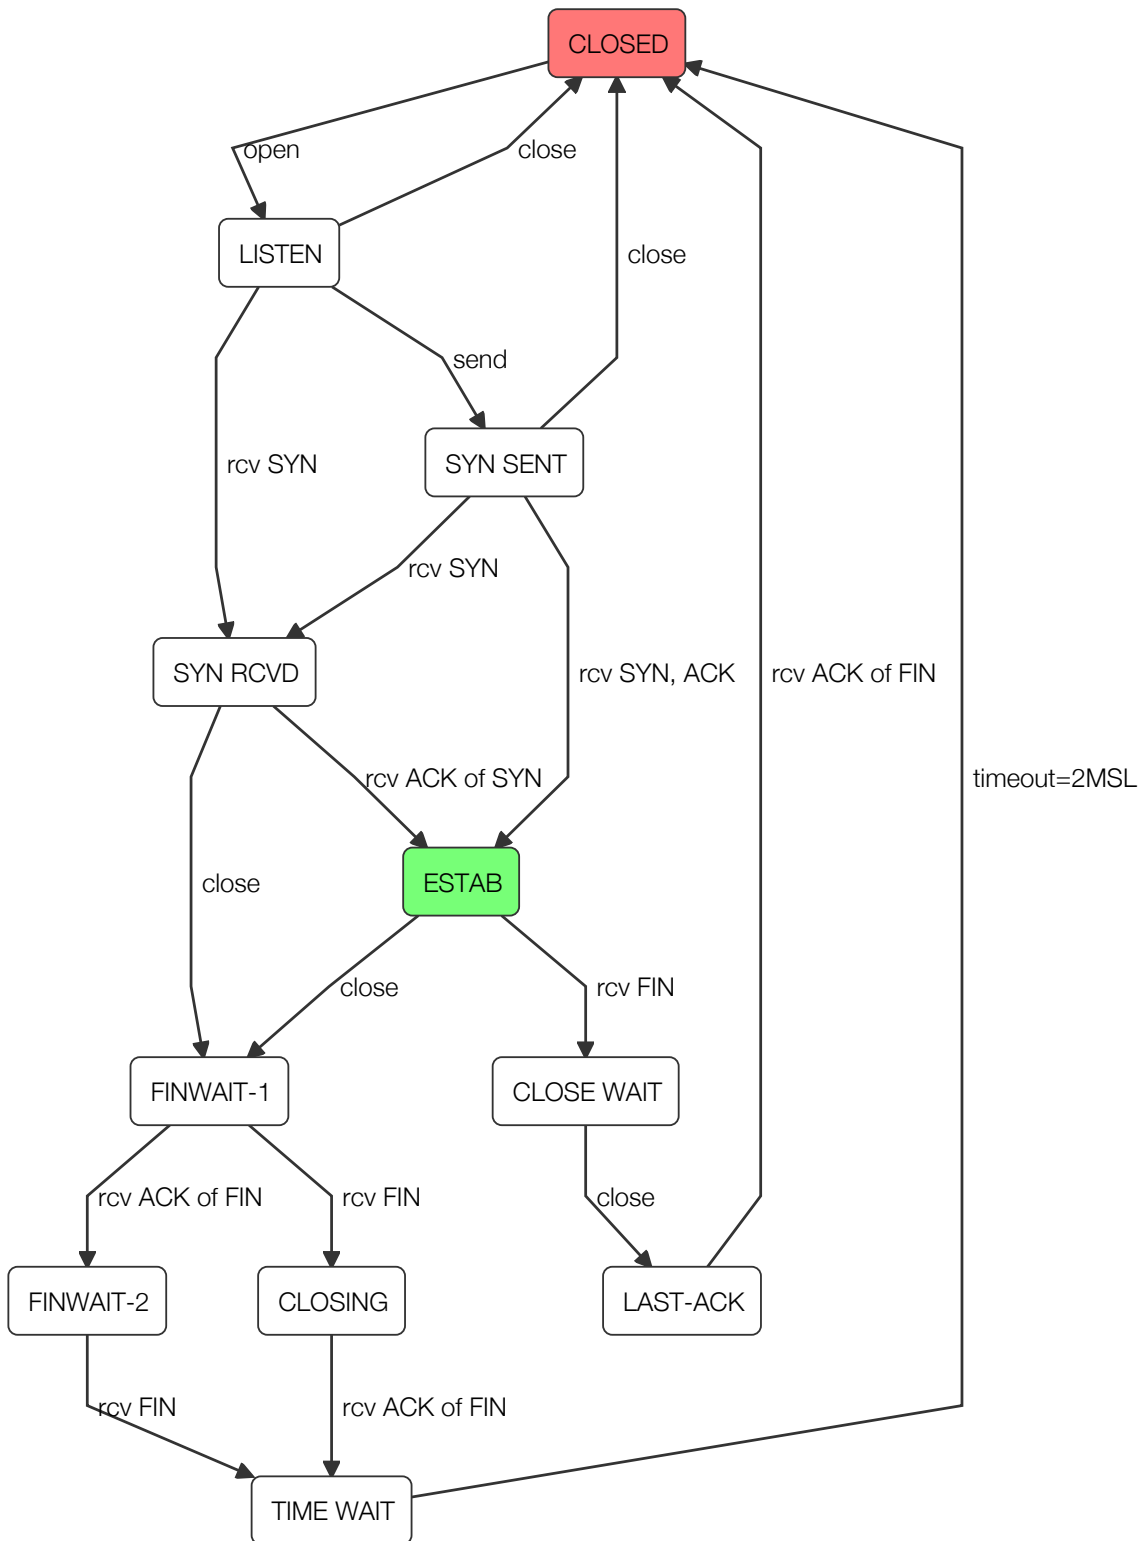 CLOSED
open
close
LISTEN
close
send
rcv SYN
SYN SENT
rcv SYN
SYN RCVD
rcv SYN, ACK
rcv ACK of FIN
rcv ACK of SYN
timeout=2MSL
close
ESTAB
close
rcv FIN
FINWAIT-1
CLOSE WAIT
rcv ACK of FIN
rcv FIN
close
FINWAIT-2
CLOSING
LAST-ACK
rcv FIN
rcv ACK of FIN
TIME WAIT